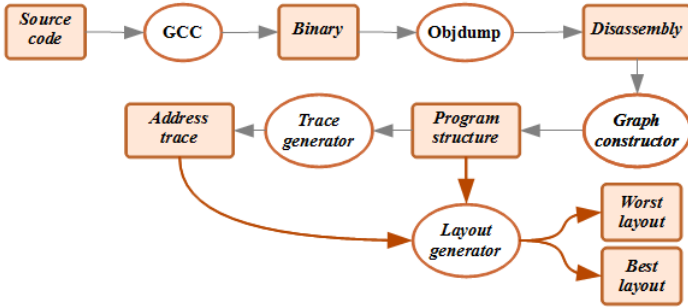 Source
code
GCC
Binary
Objdump
Disassembly
Address
trace
Trace
generator
Program
structure
Graph
constructor
Layout
generator
Worst
layout
Best
layout